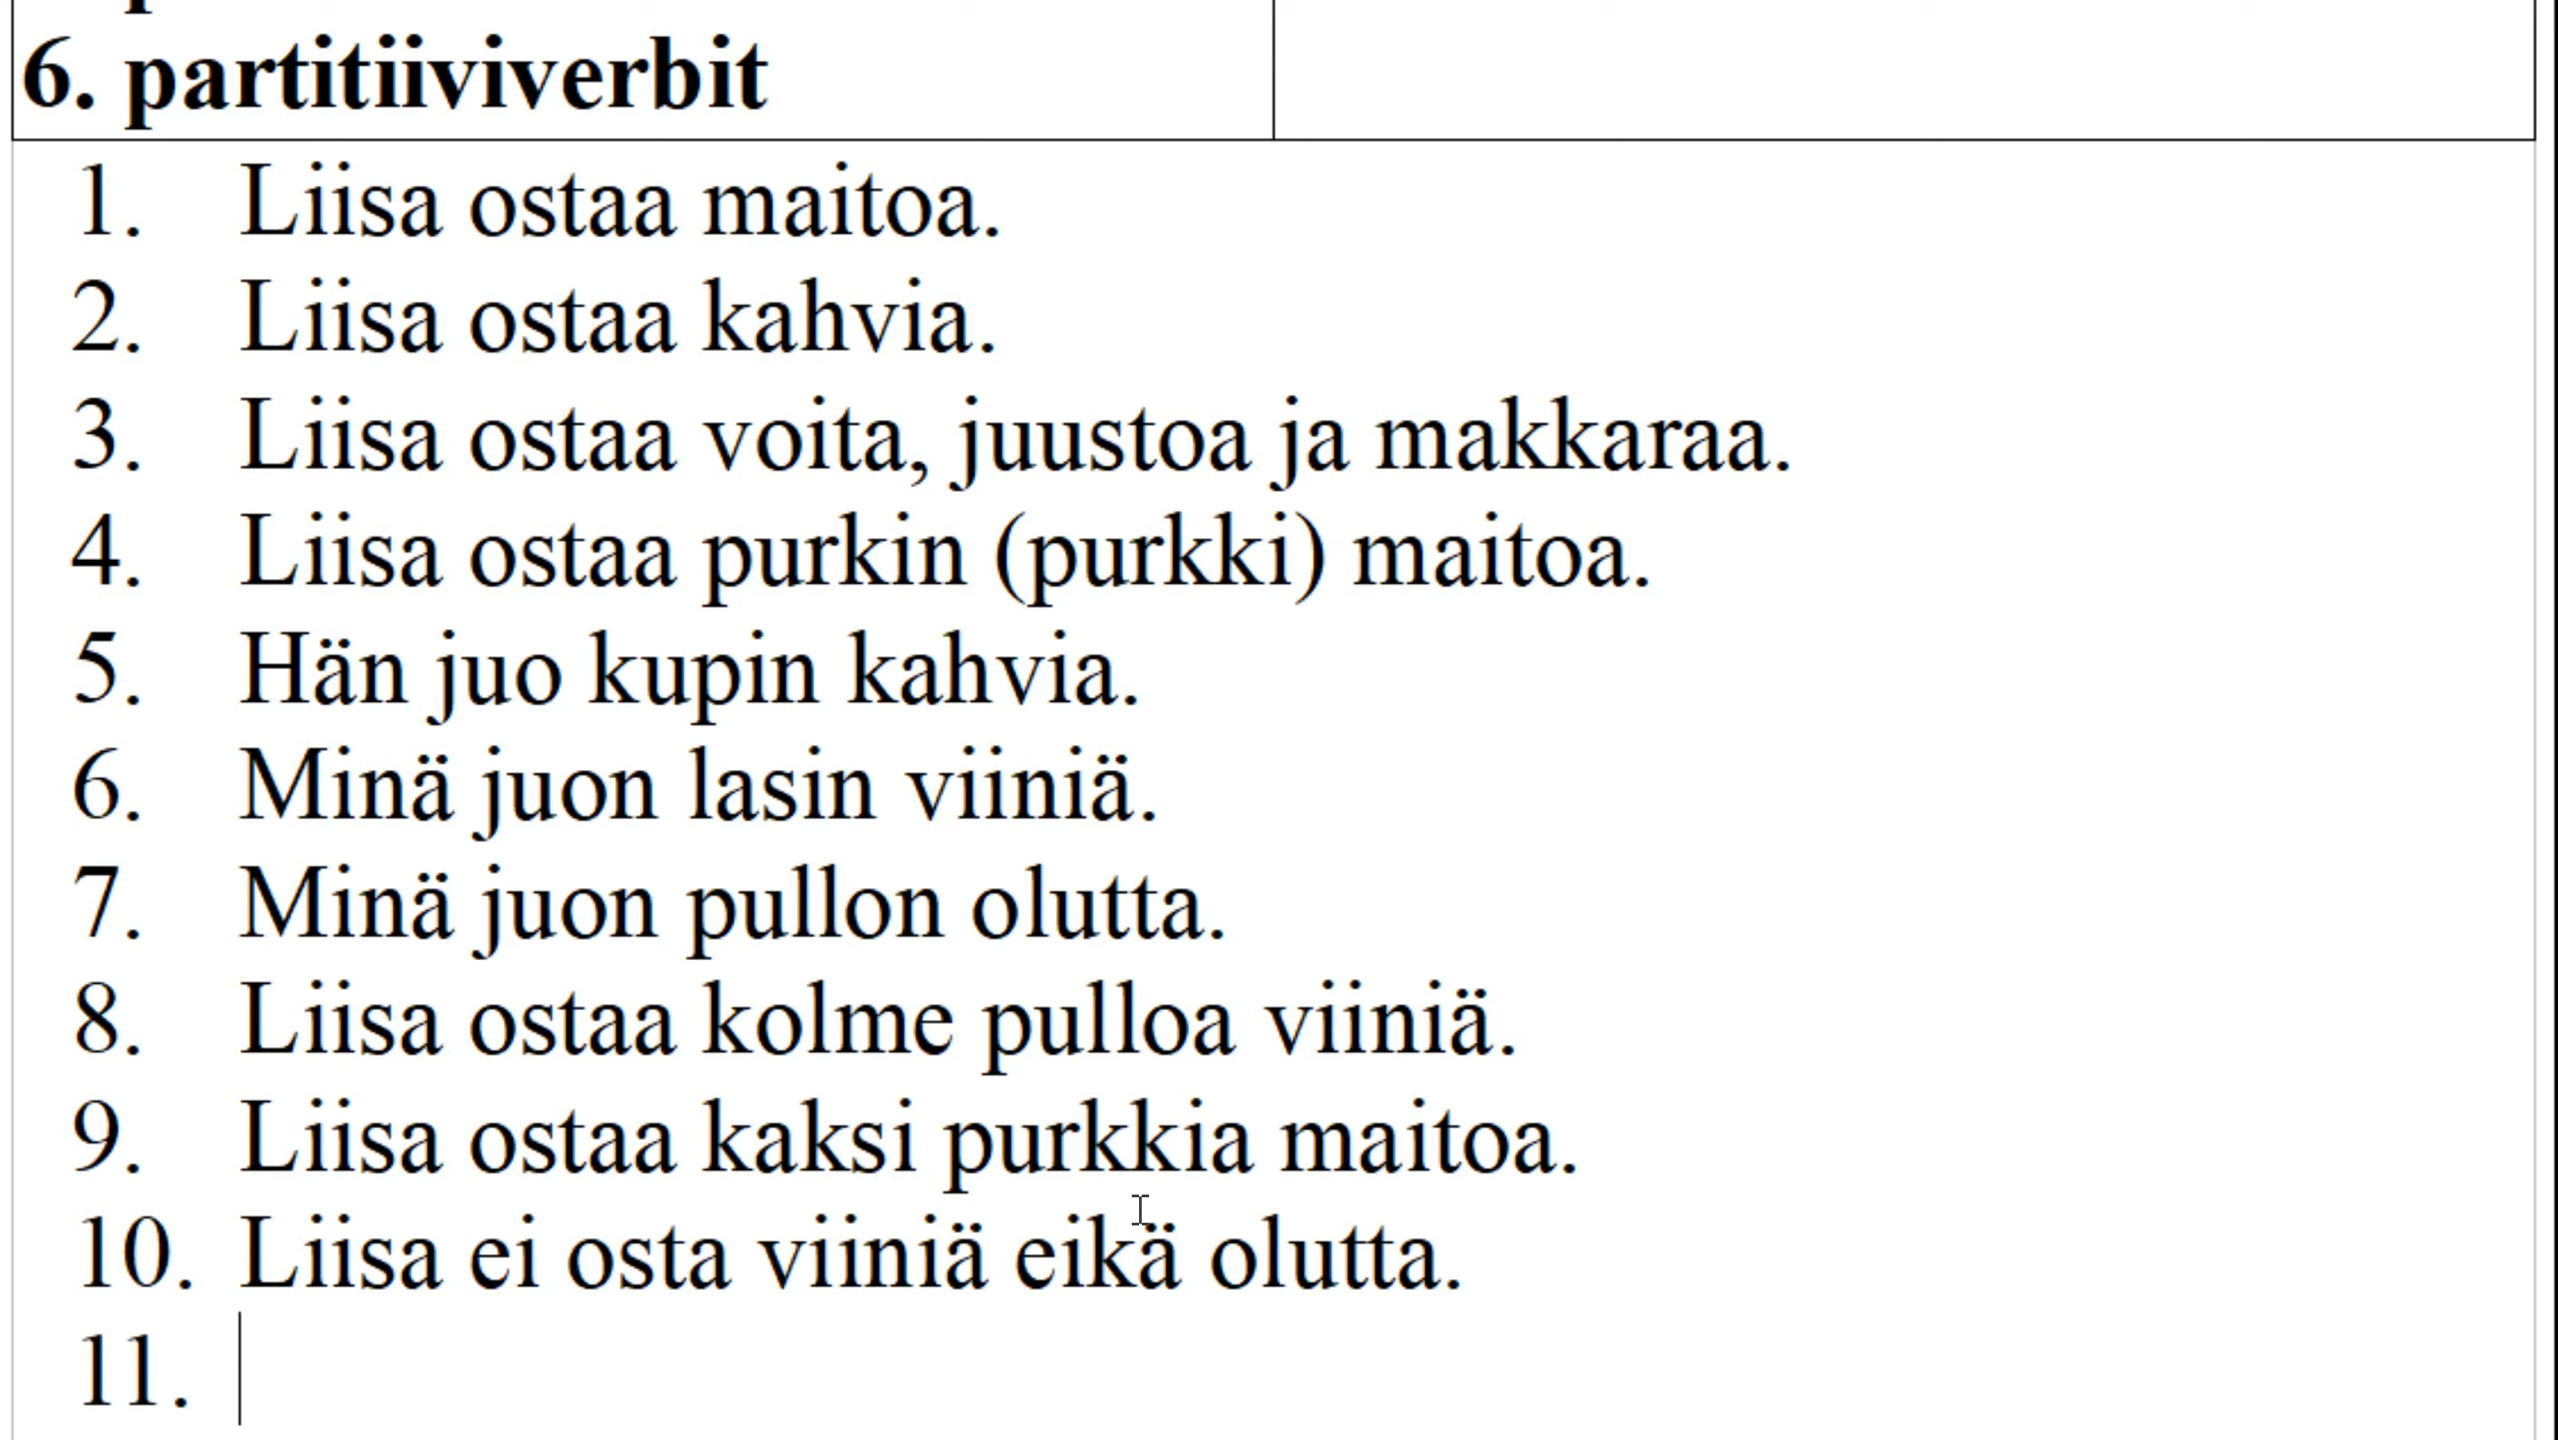 6. partitiiviverbit
1. Liisa ostaa maitoa.
2. Liisa ostaa kahvia.
3. Liisa ostaa voita, juustoa ja makkaraa.
4. Liisa ostaa purkin (purkki) maitoa.
5. Hän juo kupin kahvia.
6. Minä juon lasin viiniä.
7. Minä juon pullon olutta.
8. Liisa ostaa kolme pulloa viiniä.
9. Liisa ostaa kaksi purkkia maitoa.
10. Liisa ei osta viiniä eikä olutta.
11.